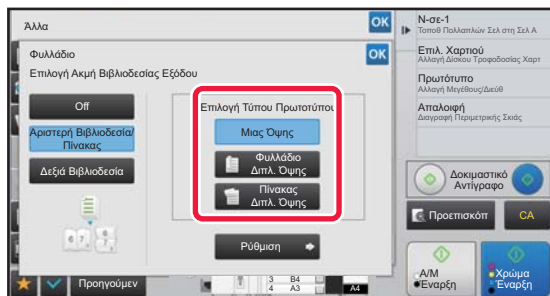 Άλλα
OK
Φυλλάδιο
OK
Επιλογή Ακμή Βιβλιοδεσίας Εξόδου
Off
Αριστερή Βιβλιοδεσία/
Πίνακας
Δεξιά Βιβλιοδεσία
6 7
Επιλογή Τύπου Πρωτοτύπου
Μιας Όψης
Φυλλάδιο
Διπλ. Όψης
Πίνακας
Διπλ. Όψης
Ρύθμιση
Προηγούμεν
3 B4
4 A3
A4
N-σε-1
Τοποθ Πολλαπλών Σελ στη Σελ Α
Επιλ. Χαρτιού
Αλλαγή Δίσκου Τροφοδοσίας Χαρτ
Πρωτότυπο
Αλλαγή Μεγέθους/Διεύθ
Απαλοιφή
Διαγραφή Περιμετρικής Σκιάς
Δοκιμαστικό
Αντίγραφο
Προεπισκόπ
CA
Α/Μ
Έναρξη
Χρώμα
Έναρξη